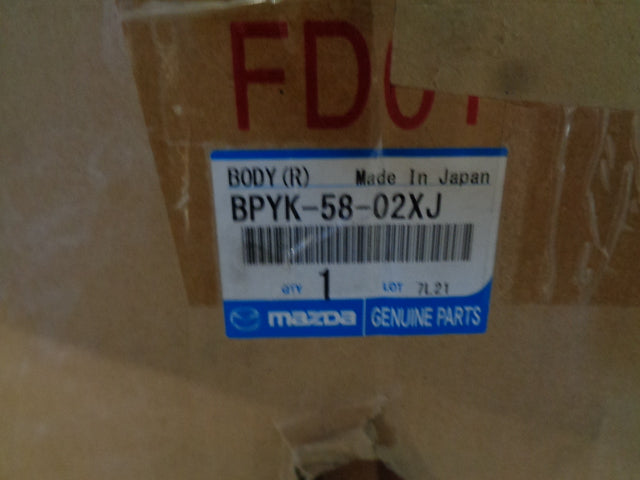 BODY(R) Made In Japan
BPYK-58-02XJ
QTY 1 LOT 7L21
mazda GENUINE PARTS